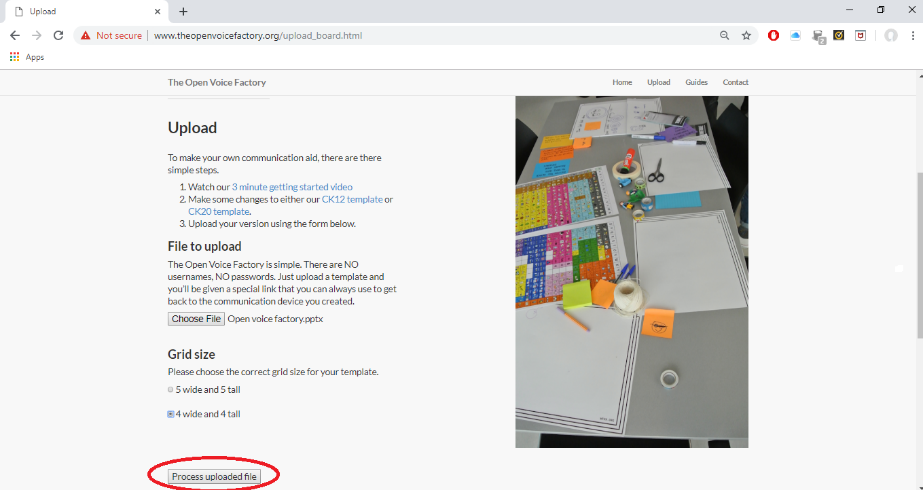 Upload
Not secure | www.theopenvoicefactory.org/upload_board.html
Apps
The Open Voice Factory
Home Upload Guides Contact
Upload
To make your own communication aid, there are there
simple steps.
1. Watch our 3 minute getting started video
2. Make some changes to either our CK12 template or
CK20 template.
3. Upload your version using the form below.
File to upload
The Open Voice Factory is simple. There are NO
usernames, NO passwords. Just upload a template and
you'll be given a special link that you can always use to get
back to the communication device you created.
Choose File Open voice factory.pptx
Grid size
Please choose the correct grid size for your template.
5 wide and 5 tall
4 wide and 4 tall
Process uploaded file